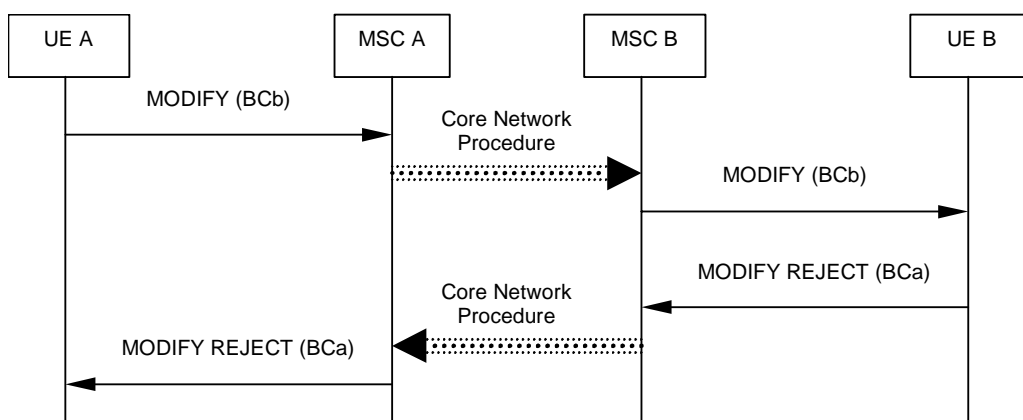 UE A
MSC A
MSC B
UE B
MODIFY (BCb)
Core Network
Procedure
MODIFY (BCb)
MODIFY REJECT (BCa)
Core Network
Procedure
MODIFY REJECT (BCa)